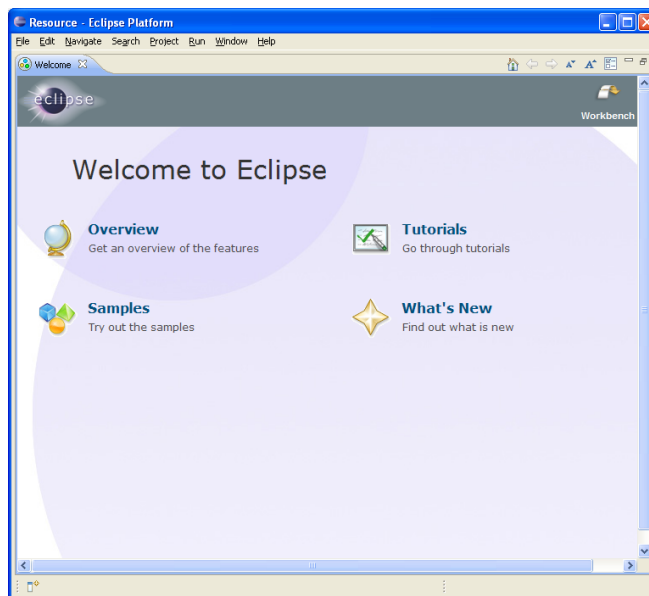 Resource - Eclipse Platform
File Edit Navigate Search Project Run Window Help
Welcome
eclipse
Workbench
Welcome to Eclipse
Overview
Get an overview of the features
Tutorials
Go through tutorials
Samples
Try out the samples
What's New
Find out what is new